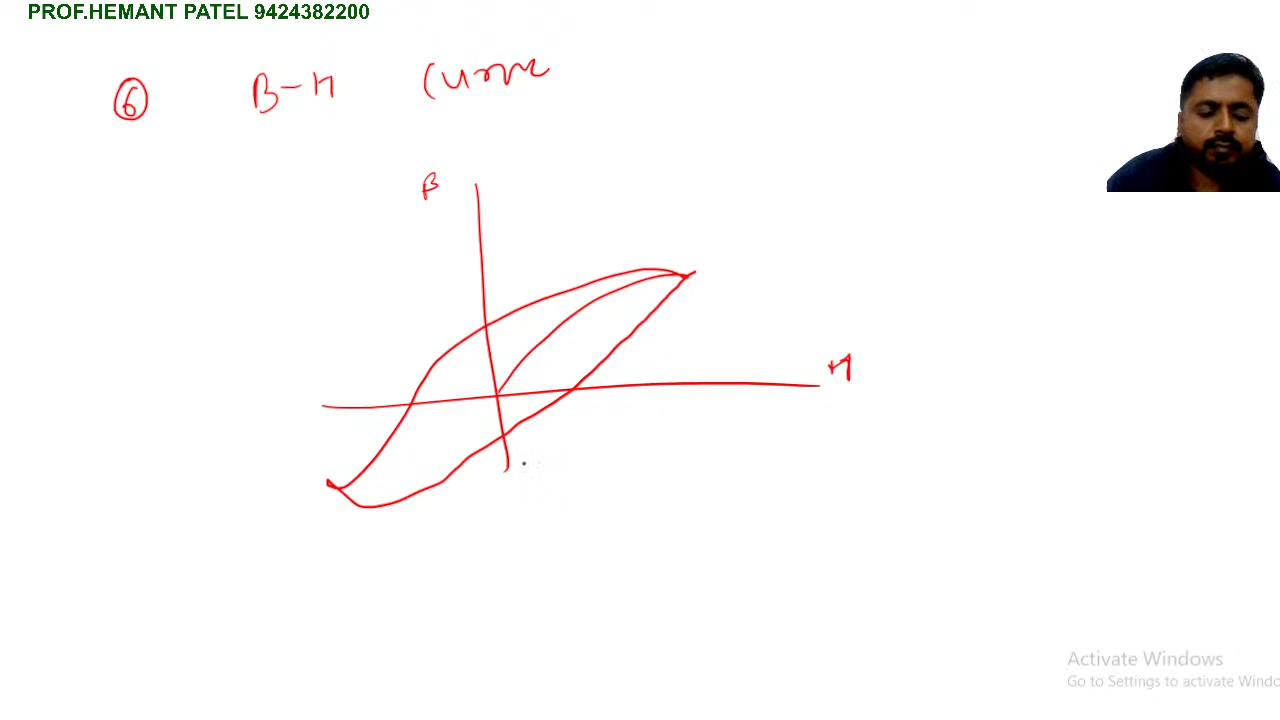 PROF.HEMANT PATEL 9424382200
6 B-H Curve
B
H
Activate Windows
Go to Settings to activate Windo